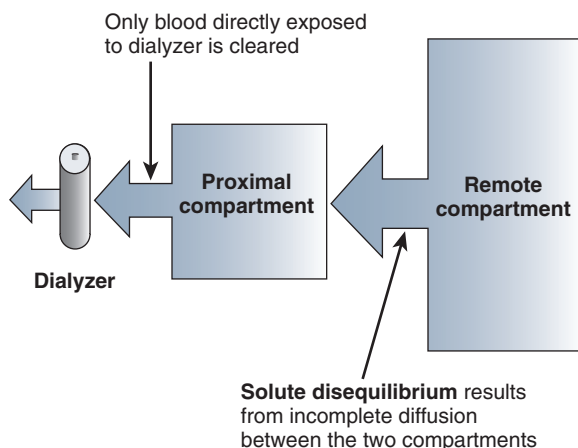 Only blood directly exposed
to dialyzer is cleared
Proximal
compartment
Remote
compartment
Dialyzer
Solute disequilibrium results
from incomplete diffusion
between the two compartments